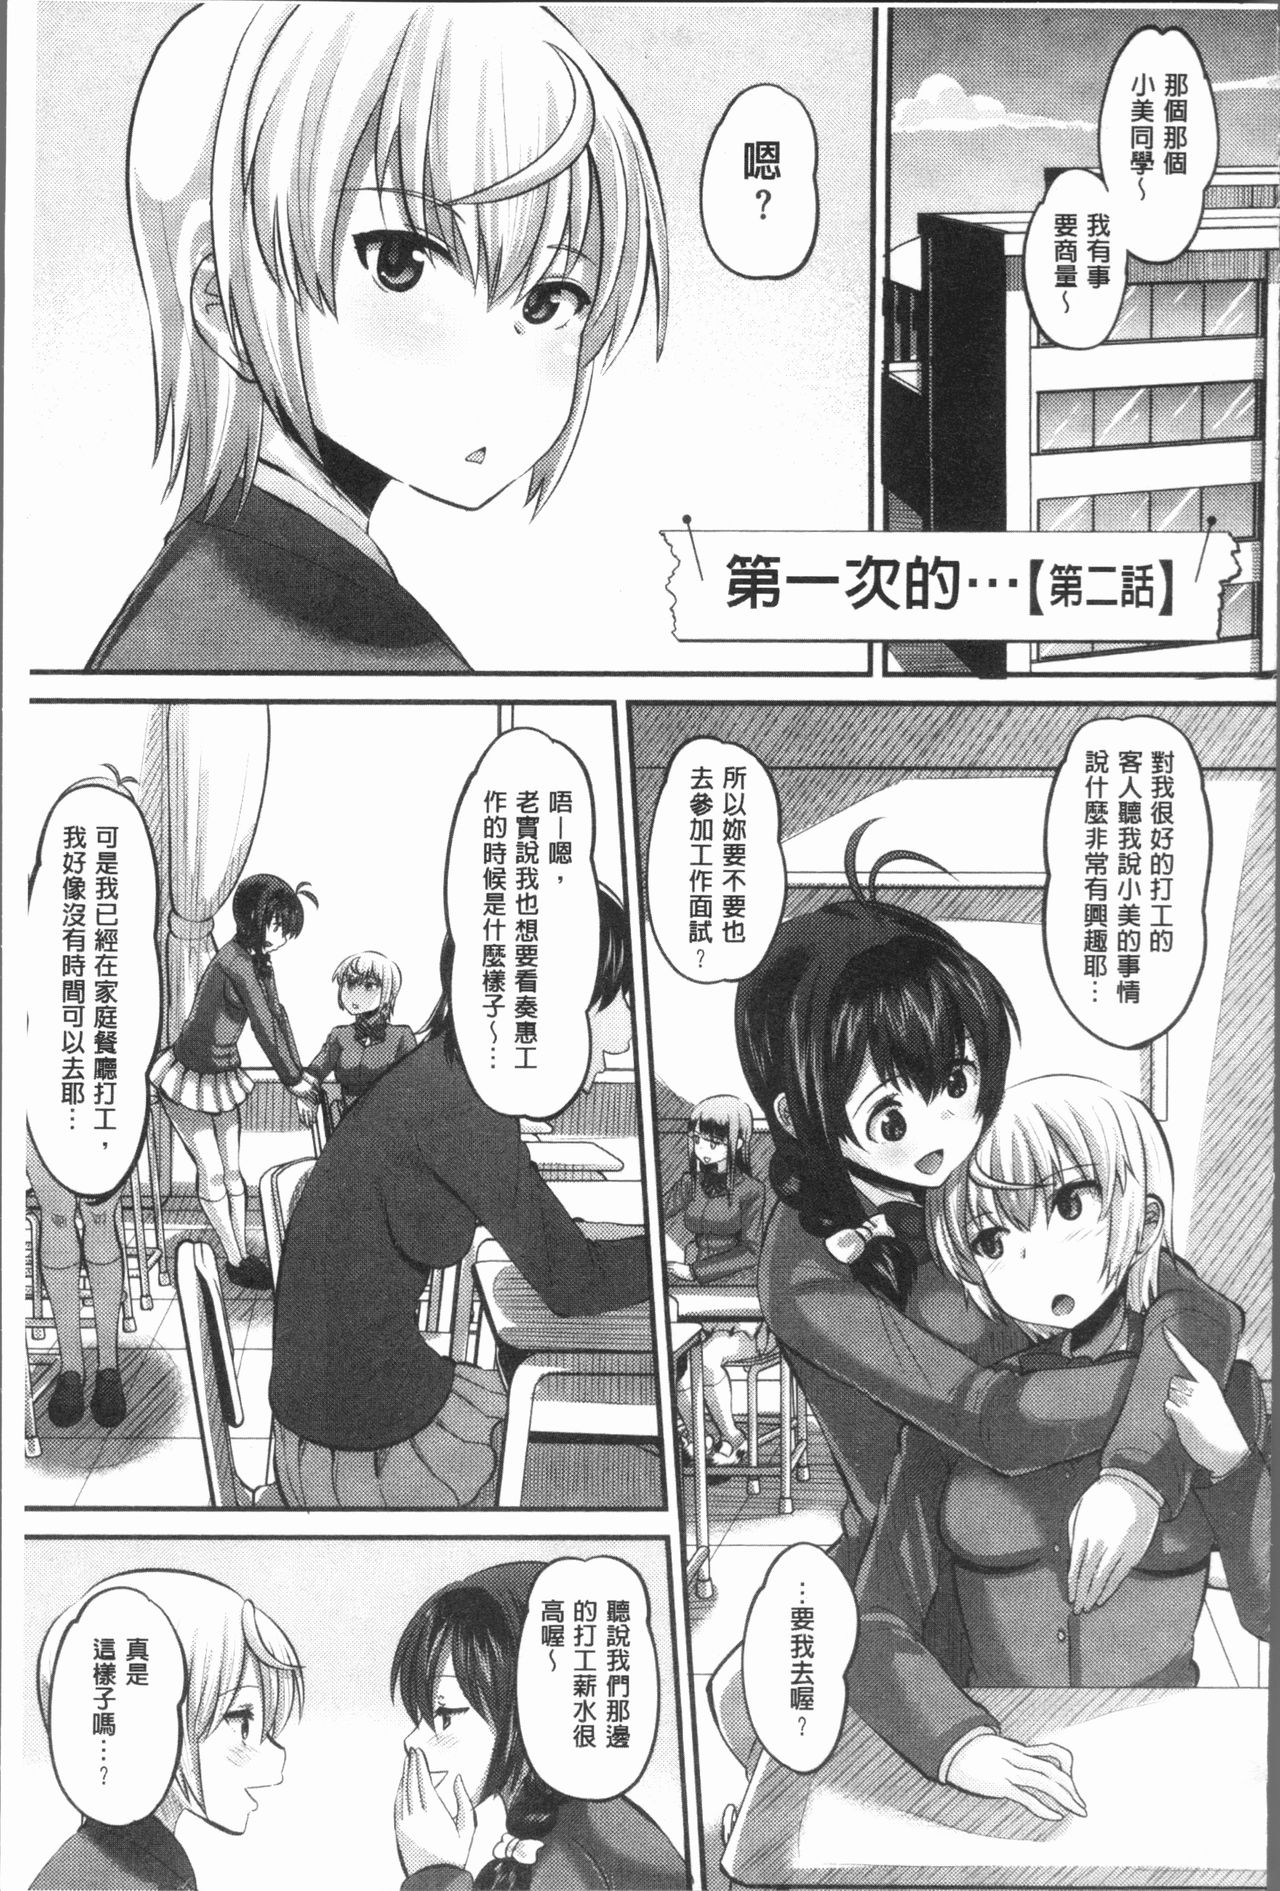 那個那個
小美同學～
我有事
要商量～
嗯？
第一次的…【第二話】
對我很好的打工的
客人聽我說小美的事情
說什麼非常有興趣耶…
所以妳要不要也
去參加工作面試？
…要我去喔？
唔—嗯，
老實說我也想要看奏惠工
作的時候是什麼樣子～…
可是我已經在家庭餐廳打工，
我好像沒有時間可以去耶…
聽說我們那邊
的打工薪水很
高喔～
真是
這樣子嗎…？